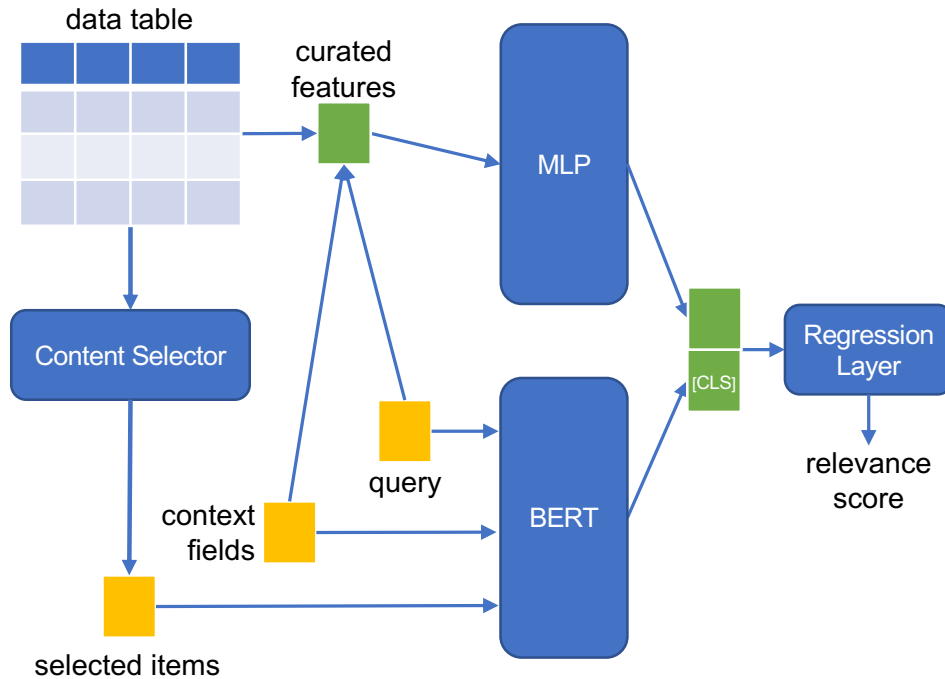 data table
curated
features
MLP
Content Selector
[CLS]
Regression
Layer
query
relevance
score
context
fields
BERT
selected items